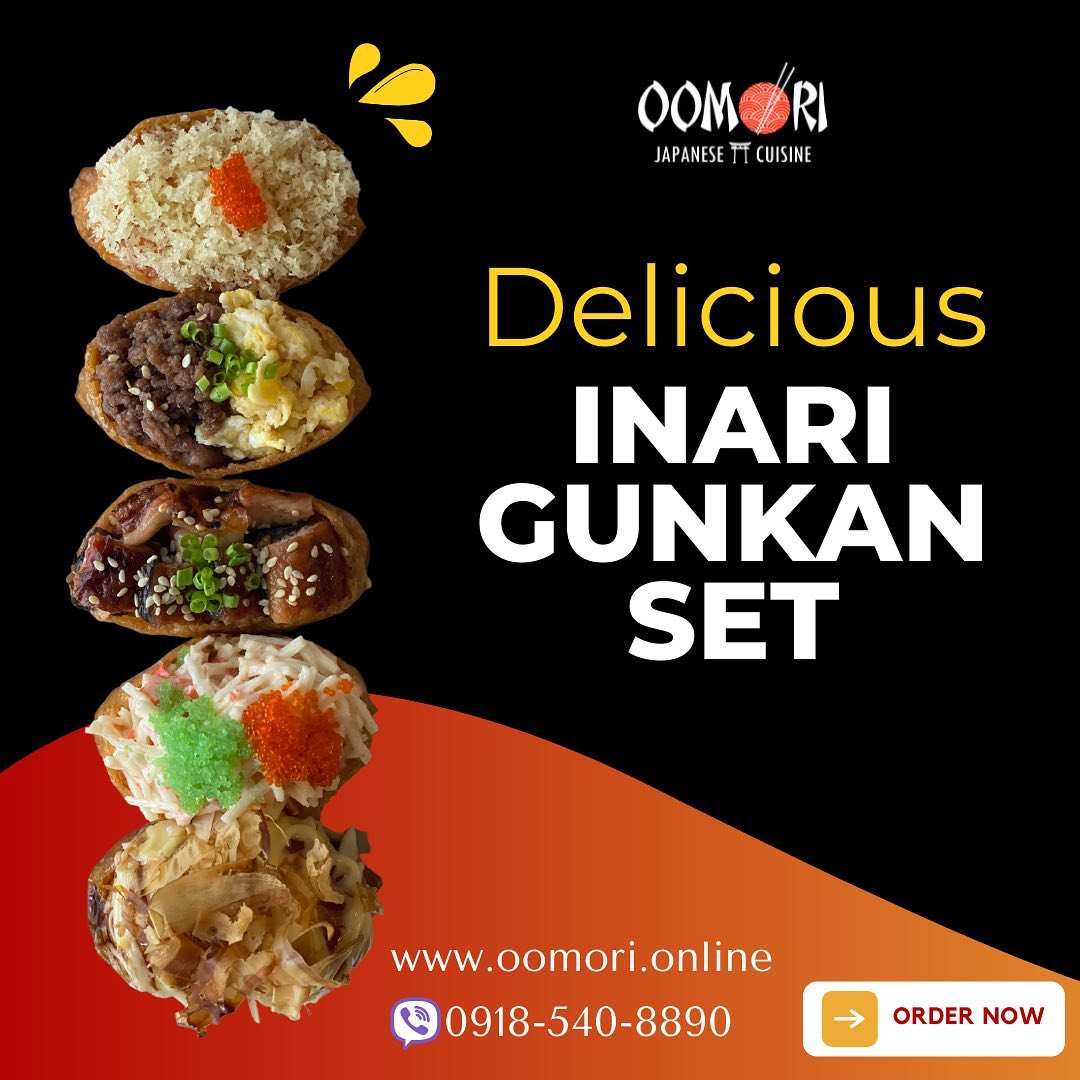 OOMORI
JAPANESE CUISINE
Delicious
INARI
GUNKAN
SET
www.oomori.online
0918-540-8890
ORDER NOW